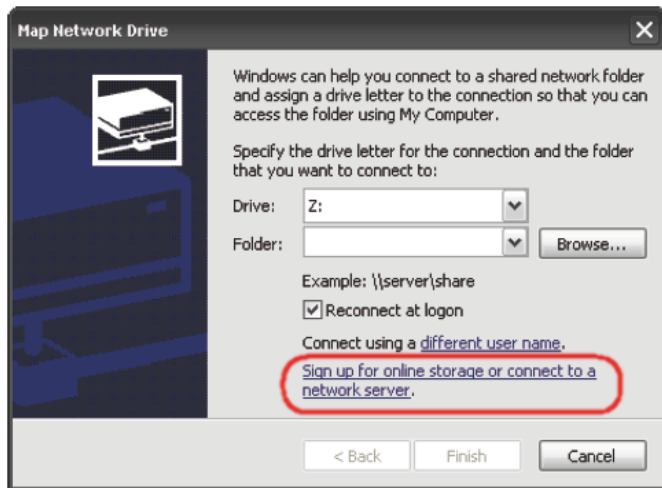 Map Network Drive
Windows can help you connect to a shared network folder
and assign a drive letter to the connection so that you can
access the folder using My Computer.
Specify the drive letter for the connection and the folder
that you want to connect to:
Drive: Z:
Folder: Browse...
Example: \\server\share
Reconnect at logon
Connect using a different user name.
Sign up for online storage or connect to a
network server.
< Back Finish Cancel